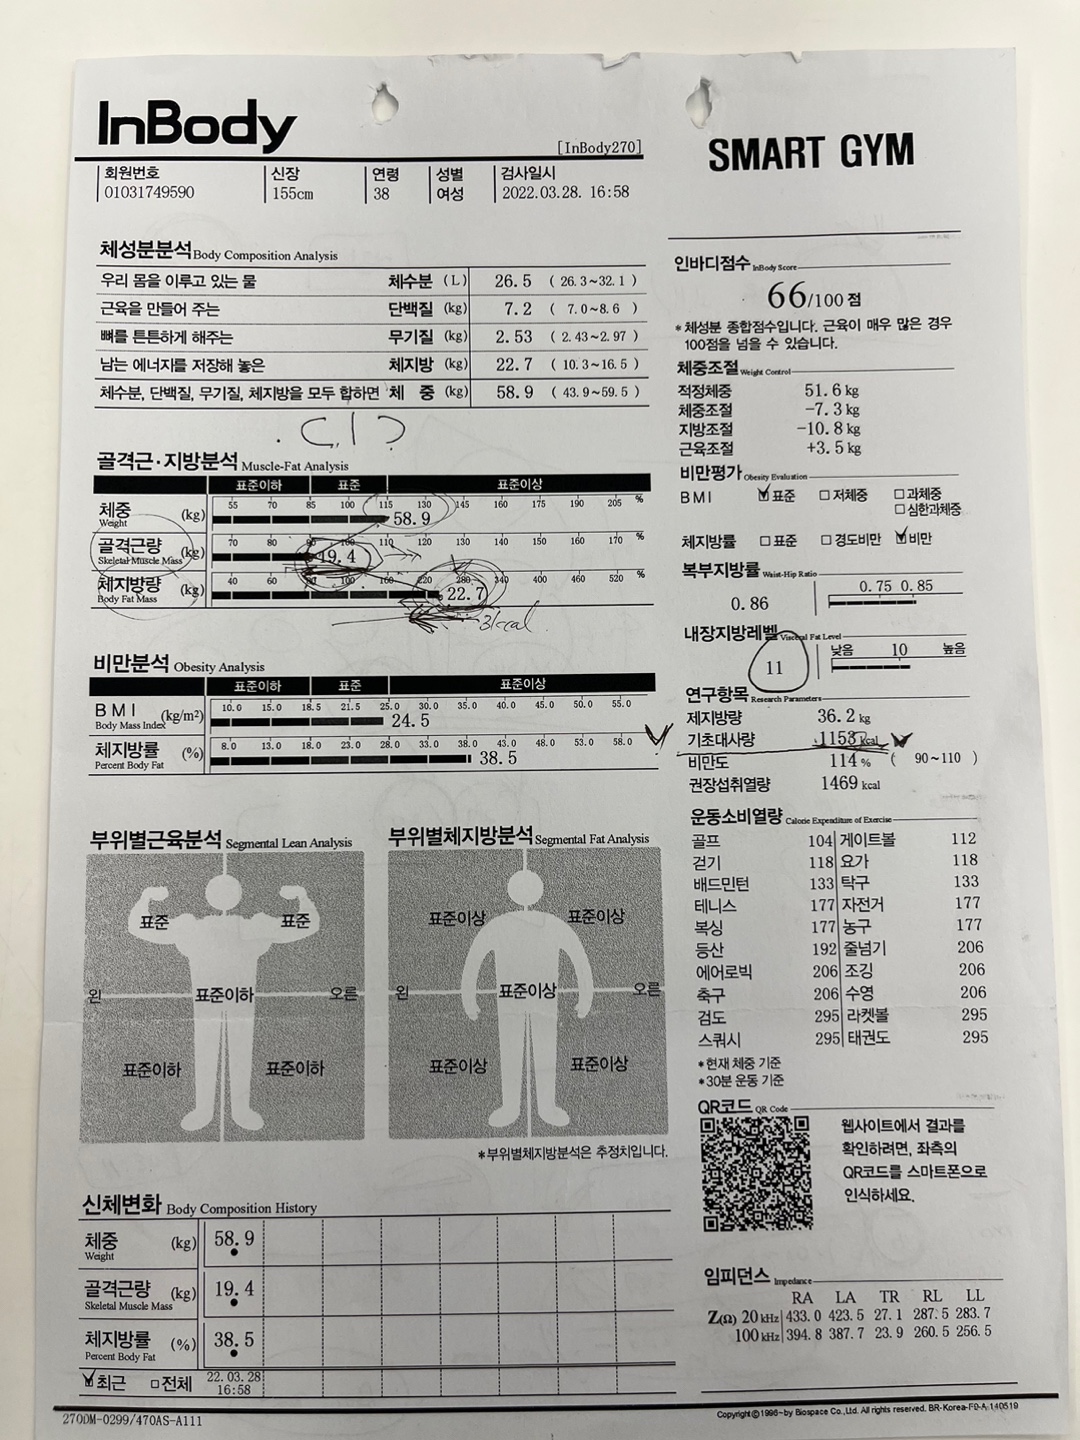 InBody
[InBody270]
SMART GYM
회원번호 신장 연령 성별 검사일시
01031749590 155cm 38 여성 2022.03.28. 16:58
체성분분석 Body Composition Analysis
우리 몸을 이루고 있는 물 체수분 (L) 26.5 ( 26.3~32.1 )
근육을 만들어 주는 단백질 (kg) 7.2 ( 7.0~8.6 )
뼈를 튼튼하게 해주는 무기질 (kg) 2.53 ( 2.43~2.97 )
남는 에너지를 저장해 놓은 체지방 (kg) 22.7 ( 10.3~16.5 )
체수분, 단백질, 무기질, 체지방을 모두 합하면 체 중 (kg) 58.9 ( 43.9~59.5 )
골격근·지방분석 Muscle-Fat Analysis
표준이하 표준 표준이상
체중 (kg) 55 70 85 100 115 130 145 160 175 190 205 %
Weight 58.9
골격근량 (kg) 70 80 90 100 110 120 130 140 150 160 170 %
Skeletal Muscle Mass 19.4
체지방량 (kg) 40 60 80 100 160 220 280 340 400 460 520 %
Body Fat Mass 22.7
비만분석 Obesity Analysis
표준이하 표준 표준이상
BMI (kg/m²) 10.0 15.0 18.5 21.5 25.0 30.0 35.0 40.0 45.0 50.0 55.0
Body Mass Index 24.5
체지방률 (%) 8.0 13.0 18.0 23.0 28.0 33.0 38.0 43.0 48.0 53.0 58.0
Percent Body Fat 38.5
부위별근육분석 Segmental Lean Analysis
표준 표준
왼 표준이하 오른
표준이하 표준이하
부위별체지방분석 Segmental Fat Analysis
표준이상 표준이상
왼 표준이상 오른
표준이상 표준이상
*부위별체지방분석은 추정치입니다.
신체변화 Body Composition History
체중 (kg) 58.9
Weight
골격근량 (kg) 19.4
Skeletal Muscle Mass
체지방률 (%) 38.5
Percent Body Fat
최근 전체 22.03.28
16:58
270DM-0299/470AS-A111
인바디점수 InBody Score
66/100 점
*체성분 종합점수입니다. 근육이 매우 많은 경우
100점을 넘을 수 있습니다.
체중조절 Weight Control
적정체중 51.6 kg
체중조절 -7.3 kg
지방조절 -10.8 kg
근육조절 +3.5 kg
비만평가 Obesity Evaluation
BMI 표준 저체중 과체중
심한과체중
체지방률 표준 경도비만 비만
복부지방률 Waist-Hip Ratio
0.86 0.75 0.85
내장지방레벨 Visceral Fat Level
11 낮음 10 높음
연구항목 Research Parameters
제지방량 36.2 kg
기초대사량 1153 kcal
비만도 114 % ( 90~110 )
권장섭취열량 1469 kcal
운동소비열량 Calorie Expenditure of Exercise
골프 104 게이트볼 112
걷기 118 요가 118
배드민턴 133 탁구 133
테니스 177 자전거 177
복싱 177 농구 177
등산 192 줄넘기 206
에어로빅 206 조깅 206
축구 206 수영 206
검도 295 라켓볼 295
스쿼시 295 태권도 295
*현재 체중 기준
*30분 운동 기준
QR코드 QR Code
웹사이트에서 결과를
확인하려면, 좌측의
QR코드를 스마트폰으로
인식하세요.
임피던스 Impedance
RA LA TR RL LL
Z(Ω) 20 kHz 433.0 423.5 27.1 287.5 283.7
100 kHz 394.8 387.7 23.9 260.5 256.5
Copyright©1996~by Biospace Co.,Ltd. All rights reserved. BR-Korea-F9-A-140519